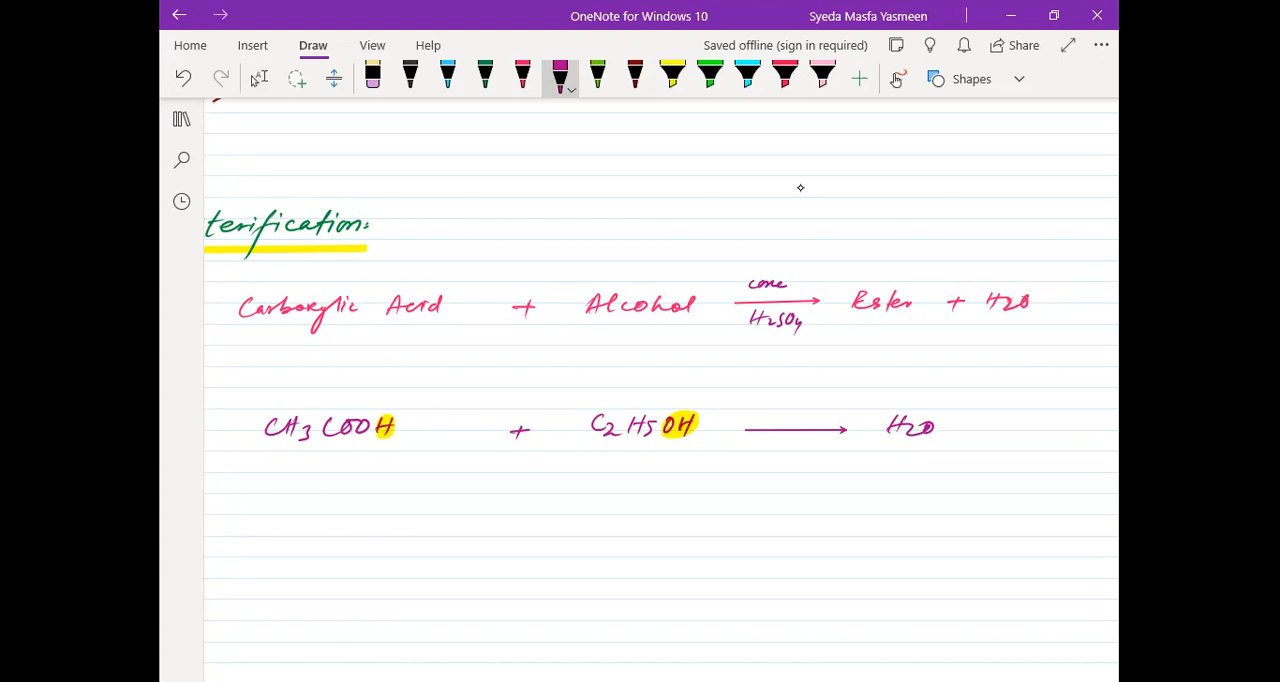 OneNote for Windows 10
Syeda Masfa Yasmeen
Home Insert Draw View Help
Saved offline (sign in required)
Share
Shapes
terification:
Carboxylic Acid + Alcohol conc H2SO4 → Ester + H2O
CH3COOH + C2H5OH → H2O